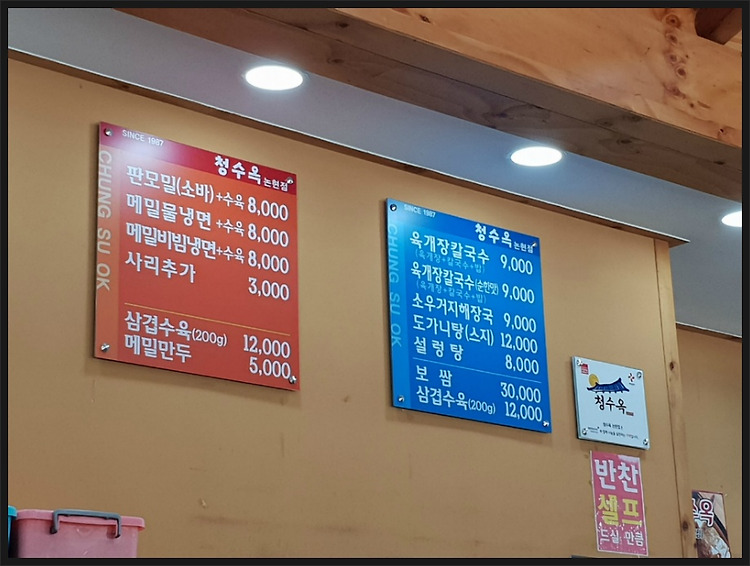 SINCE 1987
청수옥 논현점
CHUNG SU OK
판모밀(소바)+수육 8,000
메밀물냉면+수육 8,000
메밀비빔냉면+수육 8,000
사리추가 3,000
삼겹수육(200g) 12,000
메밀만두 5,000
SINCE 1987
청수옥 논현점
CHUNG SU OK
육개장칼국수 9,000
(육개장+칼국수+밥)
육개장칼국수(순한맛) 9,000
(육개장+칼국수+밥)
소우거지해장국 9,000
도가니탕(스지) 12,000
설렁탕 8,000
보쌈 30,000
삼겹수육(200g) 12,000
청수옥
반찬
셀프
드실 만큼
옥